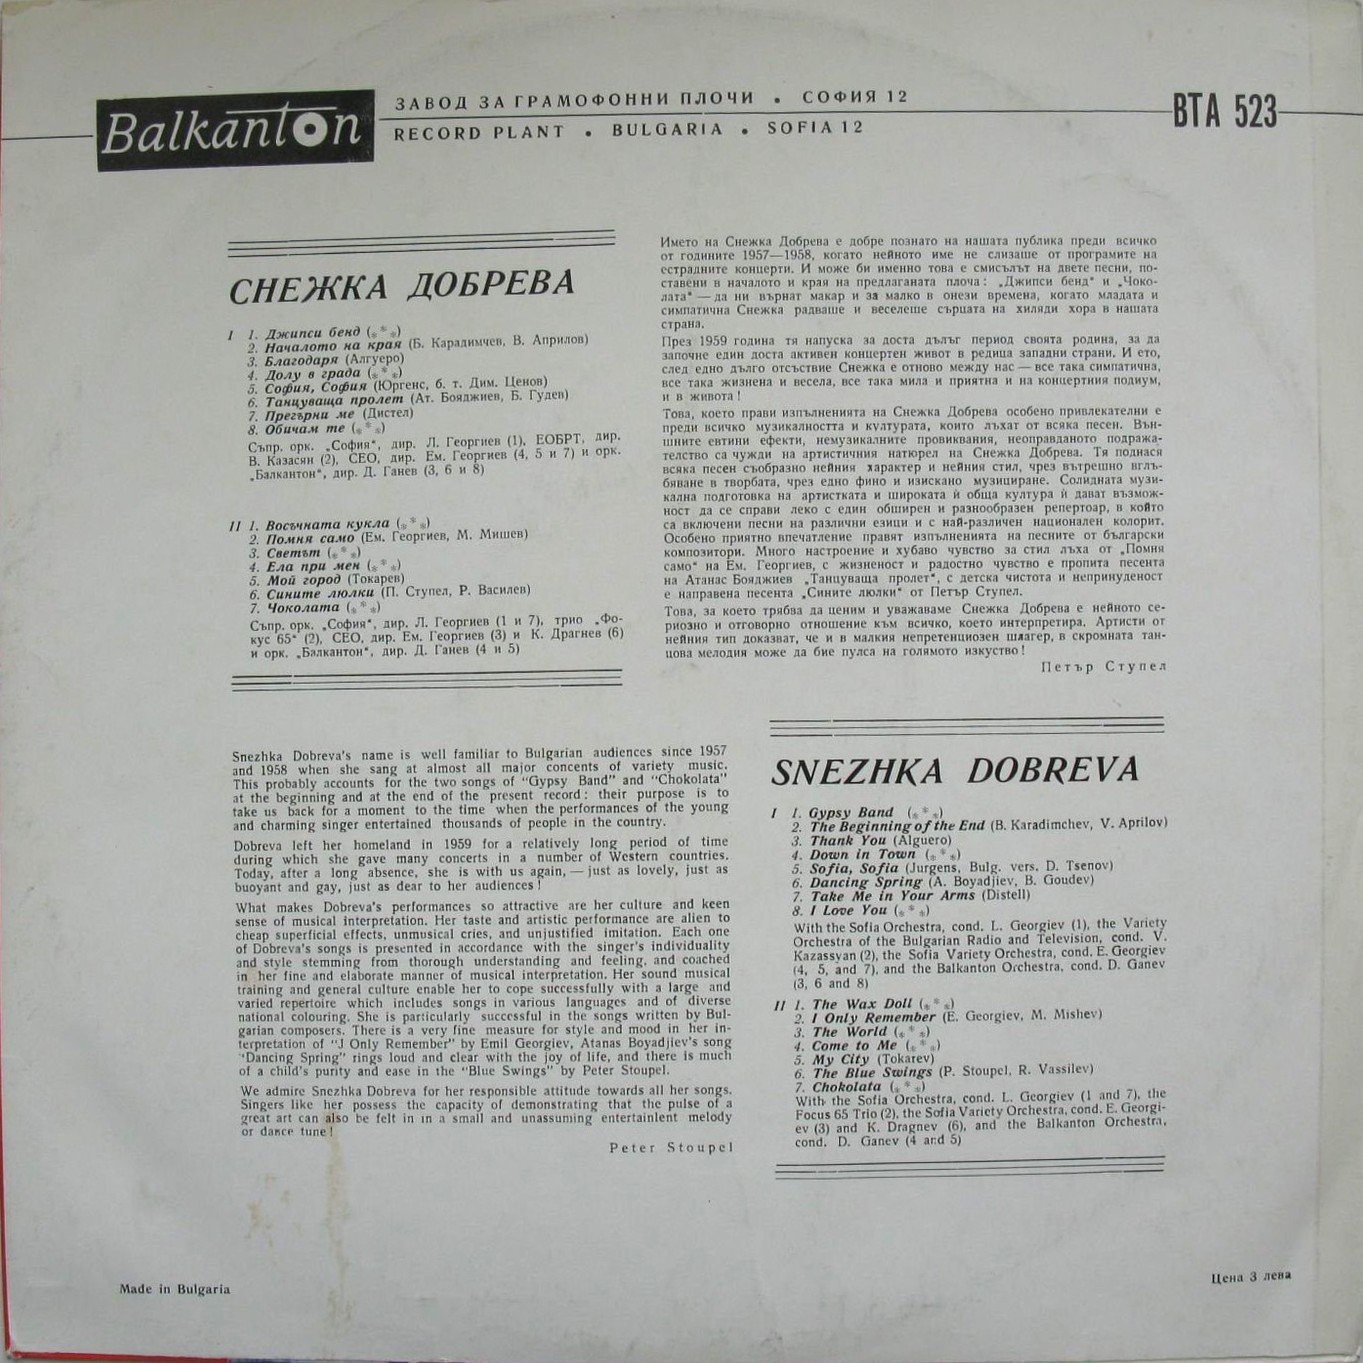 Balkanton
ЗАВОД ЗА ГРАМОФОННИ ПЛОЧИ • СОФИЯ 12
RECORD PLANT • BULGARIA • SOFIA 12
ВТА 523
СНЕЖКА ДОБРЕВА
I 1. Джипси бенд (***)
2. Началото на края (Б. Карадимчев, В. Априлов)
3. Благодаря (Алгуеро)
4. Долу в града (***)
5. София, София (Юргенс, б. т. Дим. Ценов)
6. Танцуваща пролет (Ат. Бояджиев, Б. Гудев)
7. Прегърни ме (Дистел)
8. Обичам те (***)
Съпр. орк. „София“, дир. Л. Георгиев (1), ЕОБРТ, дир.
В. Казасян (2), СЕО, дир. Ем. Георгиев (4, 5 и 7) и орк.
„Балкантон“, дир. Д. Ганев (3, 6 и 8)
II 1. Восъчната кукла (***)
2. Помня само (Ем. Георгиев, М. Мишев)
3. Светът (***)
4. Ела при мен (***)
5. Мой город (Токарев)
6. Сините люлки (П. Ступел, Р. Василев)
7. Чоколата (***)
Съпр. орк. „София“, дир. Л. Георгиев (1 и 7), трио „Фо-
кус 65“ (2), СЕО, дир. Ем. Георгиев (3) и К. Драгнев (6)
и орк. „Балкантон“, дир. Д. Ганев (4 и 5)
Името на Снежка Добрева е добре познато на нашата публика преди всичко
от годините 1957—1958, когато нейното име не слизаше от програмите на
естрадните концерти. И може би именно това е смисълът на двете песни, по-
ставени в началото и края на предлаганата плоча: „Джипси бенд“ и „Чоко-
лата“ — да ни върнат макар и за малко в онези времена, когато младата и
симпатична Снежка радваше и веселеше сърцата на хиляди хора в нашата
страна.
През 1959 година тя напуска за доста дълъг период своята родина, за да
започне един доста активен концертен живот в редица западни страни. И ето,
след едно дълго отсъствие Снежка е отново между нас — все така симпатична,
все така жизнена и весела, все така мила и приятна и на концертния подиум,
и в живота!
Това, което прави изпълненията на Снежка Добрева особено привлекателни е
преди всичко музикалността и културата, които лъхат от всяка песен. Вън-
шните евтини ефекти, немузикалните провиквания, неоправданото подража-
телство са чужди на артистичния натюрел на Снежка Добрева. Тя поднася
всяка песен съобразно нейния характер и нейния стил, чрез вътрешно вглъ-
бяване в творбата, чрез едно фино и изискано музициране. Солидната музи-
кална подготовка на артистката и широката ѝ обща култура ѝ дават възмож-
ност да се справи леко с един обширен и разнообразен репертоар, в който
са включени песни на различни езици и с най-различен национален колорит.
Особено приятно впечатление правят изпълненията на песните от български
композитори. Много настроение и хубаво чувство за стил лъха от „Помня
само“ на Ем. Георгиев, с жизненост и радостно чувство е пропита песента
на Атанас Бояджиев „Танцуваща пролет“, с детска чистота и непринуденост
е направена песента „Сините люлки“ от Петър Ступел.
Това, за което трябва да ценим и уважаваме Снежка Добрева е нейното се-
риозно и отговорно отношение към всичко, което интерпретира. Артисти от
нейния тип доказват, че и в малкия непретенциозен шлагер, в скромната тан-
цова мелодия може да бие пулса на голямото изкуство!
Петър Ступел
Snezhka Dobreva's name is well familiar to Bulgarian audiences since 1957
and 1958 when she sang at almost all major concents of variety music.
This probably accounts for the two songs of “Gypsy Band” and “Chokolata”
at the beginning and at the end of the present record: their purpose is to
take us back for a moment to the time when the performances of the young
and charming singer entertained thousands of people in the country.
Dobreva left her homeland in 1959 for a relatively long period of time
during which she gave many concerts in a number of Western countries.
Today, after a long absence, she is with us again, — just as lovely, just as
buoyant and gay, just as dear to her audiences!
What makes Dobreva's performances so attractive are her culture and keen
sense of musical interpretation. Her taste and artistic performance are alien to
cheap superficial effects, unmusical cries, and unjustified imitation. Each one
of Dobreva's songs is presented in accordance with the singer's individuality
and style stemming from thorough understanding and feeling, and coached
in her fine and elaborate manner of musical interpretation. Her sound musical
training and general culture enable her to cope successfully with a large and
varied repertoire which includes songs in various languages and of diverse
national colouring. She is particularly successful in the songs written by Bul-
garian composers. There is a very fine measure for style and mood in her in-
terpretation of “J Only Remember” by Emil Georgiev, Atanas Boyadjiev's song
“Dancing Spring” rings loud and clear with the joy of life, and there is much
of a child's purity and ease in the “Blue Swings” by Peter Stoupel.
We admire Snezhka Dobreva for her responsible attitude towards all her songs.
Singers like her possess the capacity of demonstrating that the pulse of a
great art can also be felt in in a small and unassuming entertainlent melody
or dance tune!
Peter Stoupel
SNEZHKA DOBREVA
I 1. Gypsy Band (***)
2. The Beginning of the End (B. Karadimchev, V. Aprilov)
3. Thank You (Alguero)
4. Down in Town (***)
5. Sofia, Sofia (Jurgens, Bulg. vers. D. Tsenov)
6. Dancing Spring (A. Boyadjiev, B. Goudev)
7. Take Me in Your Arms (Distell)
8. I Love You (***)
With the Sofia Orchestra, cond. L. Georgiev (1), the Variety
Orchestra of the Bulgarian Radio and Television, cond. V.
Kazassyan (2), the Sofia Variety Orchestra, cond. E. Georgiev
(4, 5, and 7), and the Balkanton Orchestra, cond. D. Ganev
(3, 6 and 8)
II 1. The Wax Doll (***)
2. I Only Remember (E. Georgiev, M. Mishev)
3. The World (***)
4. Come to Me (***)
5. My City (Tokarev)
6. The Blue Swings (P. Stoupel, R. Vassilev)
7. Chokolata (***)
With the Sofia Orchestra, cond. L. Georgiev (1 and 7), the
Focus 65 Trio (2), the Sofia Variety Orchestra, cond. E. Georgi-
ev (3) and K. Dragnev (6), and the Balkanton Orchestra,
cond. D. Ganev (4 and 5)
Made in Bulgaria
Цена 3 лева